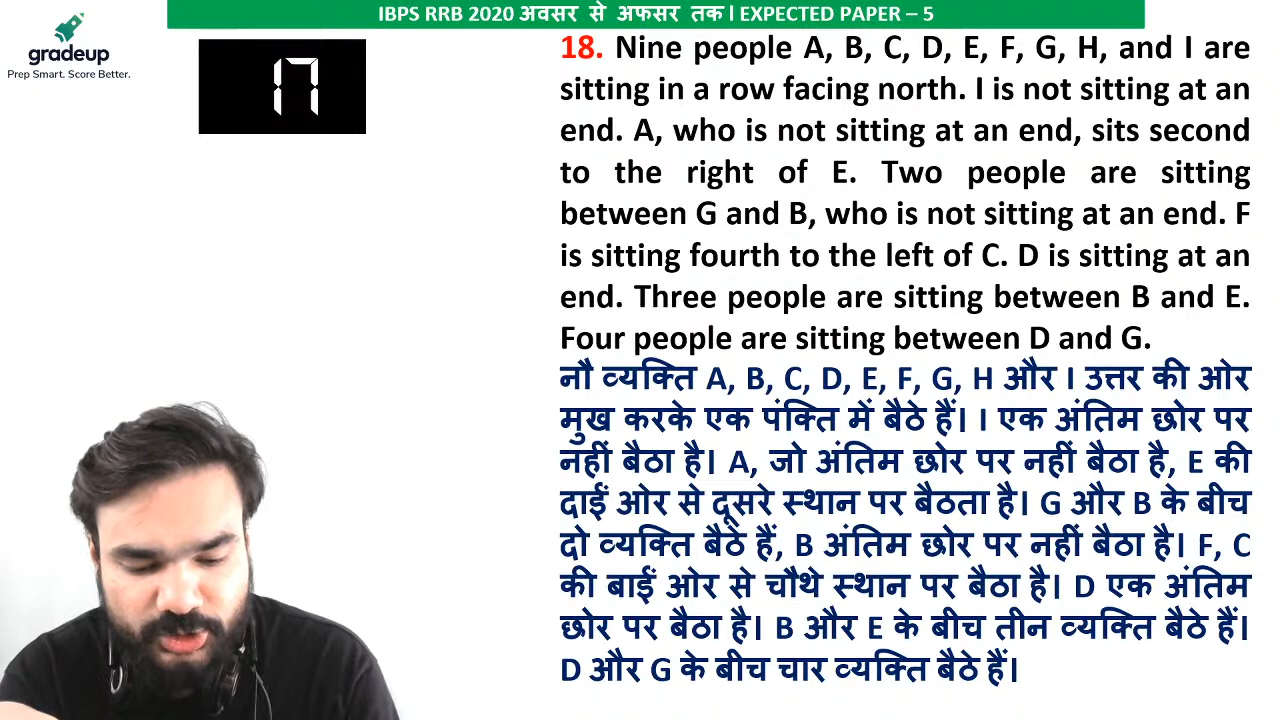 IBPS RRB 2020 अवसर से अफसर तक। EXPECTED PAPER – 5
gradeup
Prep Smart. Score Better.
17
18. Nine people A, B, C, D, E, F, G, H, and I are
sitting in a row facing north. I is not sitting at an
end. A, who is not sitting at an end, sits second
to the right of E. Two people are sitting
between G and B, who is not sitting at an end. F
is sitting fourth to the left of C. D is sitting at an
end. Three people are sitting between B and E.
Four people are sitting between D and G.
नौ व्यक्ति A, B, C, D, E, F, G, H और I उत्तर की ओर
मुख करके एक पंक्ति में बैठे हैं। I एक अंतिम छोर पर
नहीं बैठा है। A, जो अंतिम छोर पर नहीं बैठा है, E की
दाईं ओर से दूसरे स्थान पर बैठता है। G और B के बीच
दो व्यक्ति बैठे हैं, B अंतिम छोर पर नहीं बैठा है। F, C
की बाईं ओर से चौथे स्थान पर बैठा है। D एक अंतिम
छोर पर बैठा है। B और E के बीच तीन व्यक्ति बैठे हैं।
D और G के बीच चार व्यक्ति बैठे हैं।